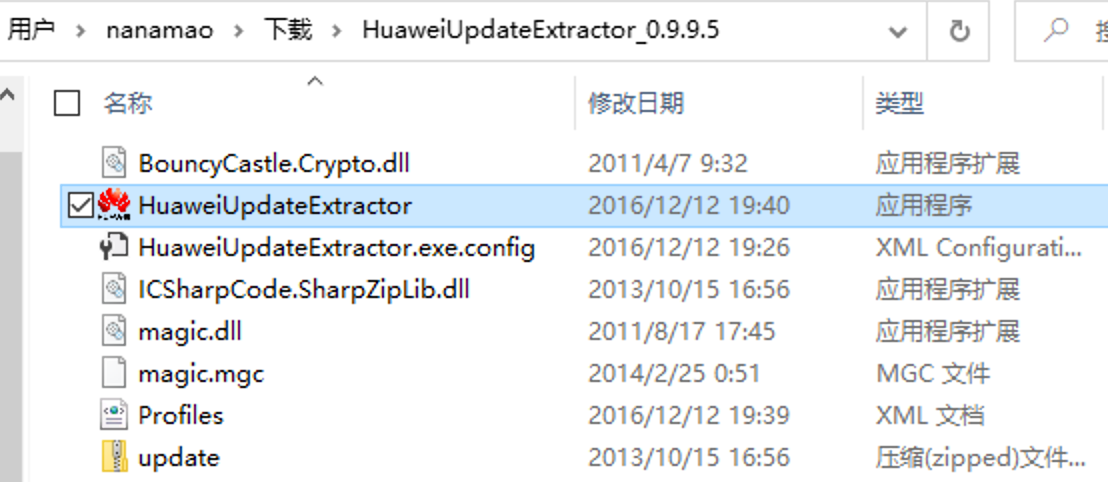 用户 > nanamao > 下载 > HuaweiUpdateExtractor_0.9.9.5
名称 修改日期 类型
BouncyCastle.Crypto.dll 2011/4/7 9:32 应用程序扩展
HuaweiUpdateExtractor 2016/12/12 19:40 应用程序
HuaweiUpdateExtractor.exe.config 2016/12/12 19:26 XML Configurati...
ICSharpCode.SharpZipLib.dll 2013/10/15 16:56 应用程序扩展
magic.dll 2011/8/17 17:45 应用程序扩展
magic.mgc 2014/2/25 0:51 MGC 文件
Profiles 2016/12/12 19:39 XML 文档
update 2013/10/15 16:56 压缩(zipped)文件...